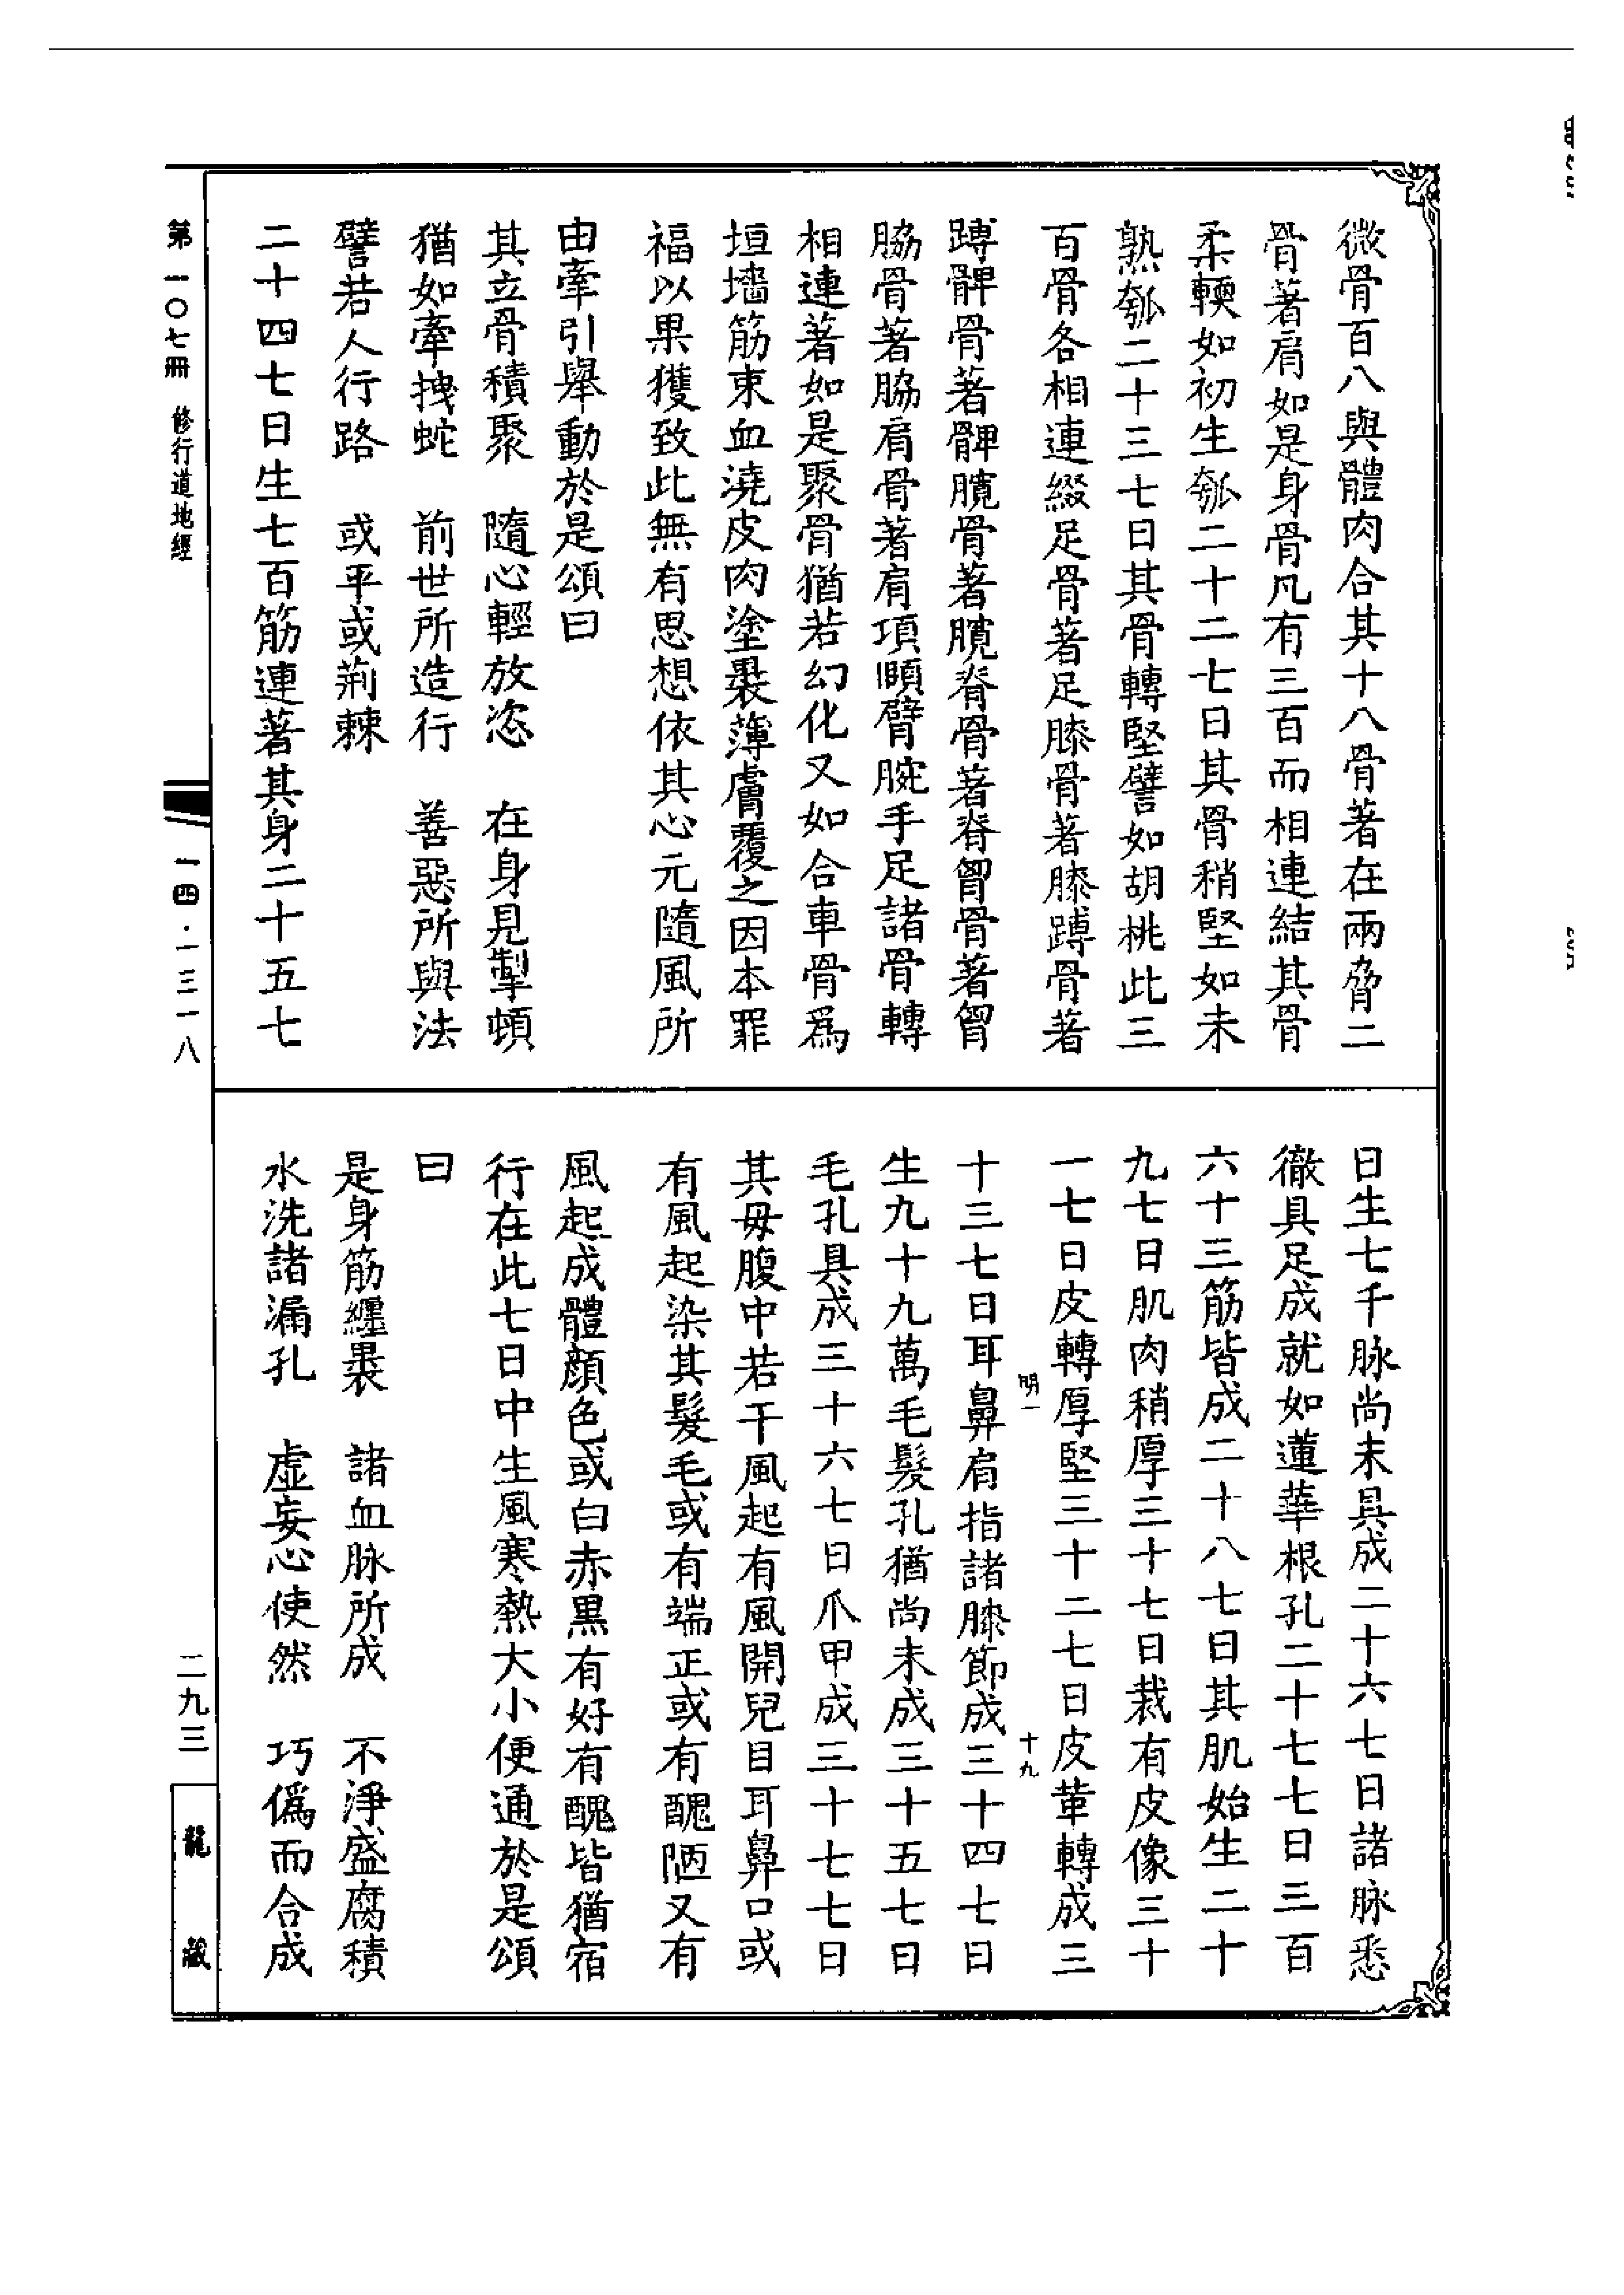 微骨百八與體肉合其十八骨著在兩脅二
骨著肩如是身骨凡有三百而相連結其骨
柔輭如初生瓠二十二七日其骨稍堅如未
熟瓠二十三七日其骨轉堅譬如胡桃此三
百骨各相連綴足骨著足膝骨著膝䏝骨著
䏝髀骨著髀臗骨著臗脊骨著脊胷骨著胷
脇骨著脇肩骨著肩項頤臂腕手足諸骨轉
相連著如是聚骨猶若幻化又如合車骨爲
垣墻筋束血澆皮肉塗裹薄膚覆之因本罪
福以果獲致此無有思想依其心元隨風所
由牽引舉動於是頌曰
其立骨積聚　隨心輕放恣　在身見掣頓
猶如牽拽蛇　前世所造行　善惡所與法
譬若人行路　或平或荊棘
二十四七日生七百筋連著其身二十五七
日生七千脉尚未具成二十六七日諸脉悉
徹具足成就如蓮華根孔二十七七日三百
六十三筋皆成二十八七日其肌始生二十
九七日肌肉稍厚三十七日裁有皮像三十
一七日皮轉厚堅三十二七日皮革轉成三
明一　十九
十三七日耳鼻肩指諸膝節成三十四七日
生九十九萬毛髮孔猶尚未成三十五七日
毛孔具成三十六七日爪甲成三十七七日
其母腹中若干風起有風開兒目耳鼻口或
有風起染其髮毛或有端正或有醜陋又有
風起成體顏色或白赤黑有好有醜皆猶宿
行在此七日中生風寒熱大小便通於是頌
曰
是身筋纏裹　諸血脉所成　不淨盛腐積
水洗諸漏孔　虛妄心使然　巧僞而合成
第一〇七冊　修行道地經
一四·一三一八
二九三
龍藏